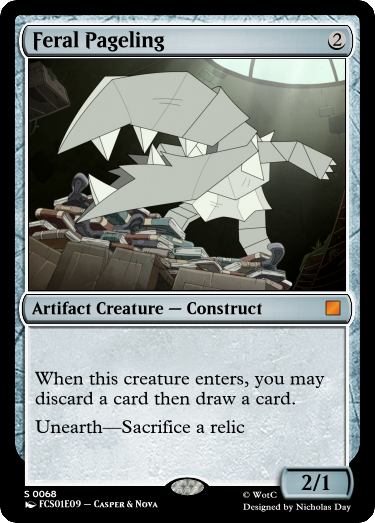 Feral Pageling 2
Artifact Creature — Construct
When this creature enters, you may
discard a card then draw a card.
Unearth—Sacrifice a relic
2/1
S 0068
FCS01E09 — Casper & Nova
© WotC
Designed by Nicholas Day